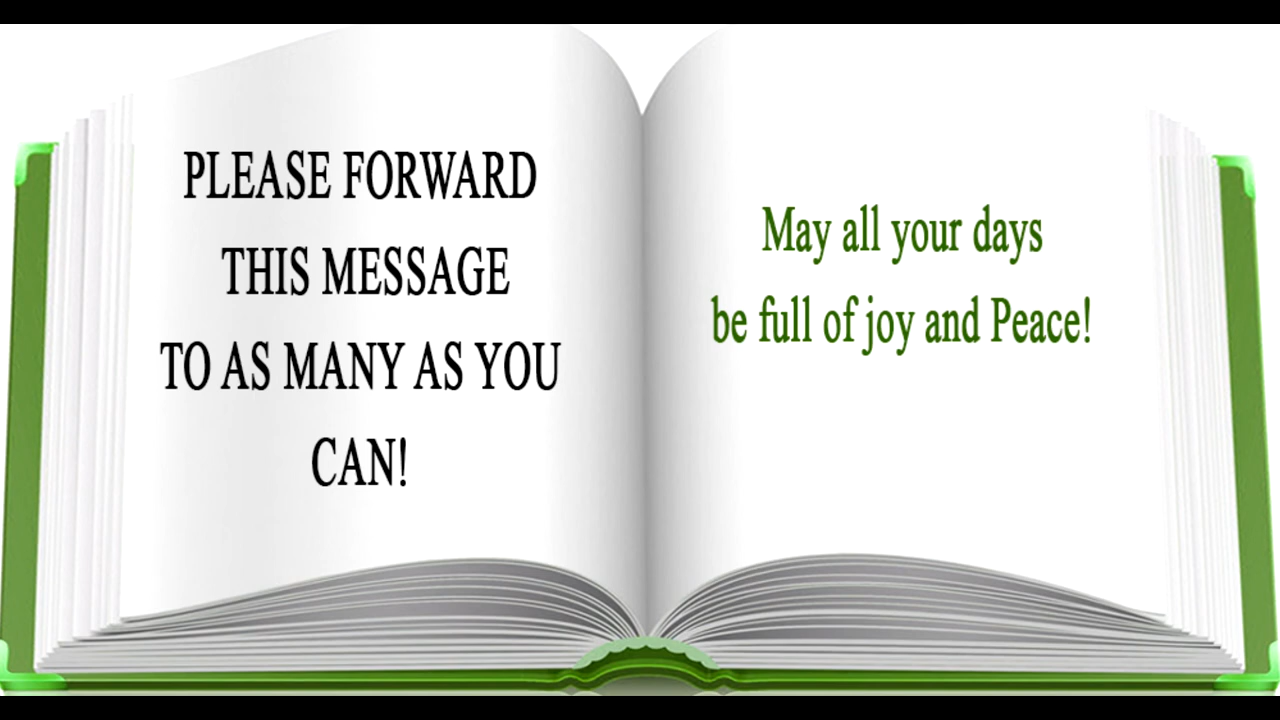 PLEASE FORWARD
THIS MESSAGE
TO AS MANY AS YOU
CAN!
May all your days
be full of joy and Peace!